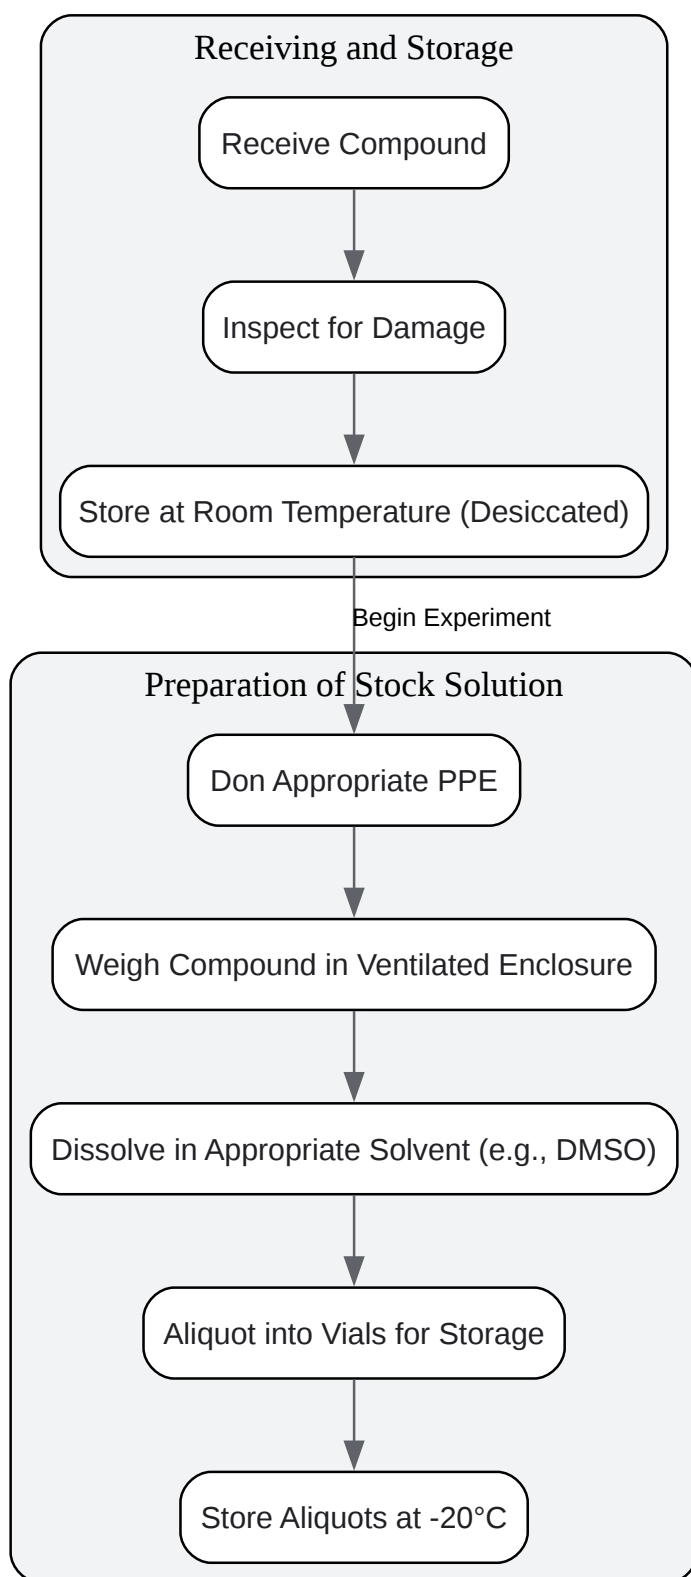 Receiving and Storage
Receive Compound
Inspect for Damage
Store at Room Temperature (Desiccated)
Begin Experiment
Preparation of Stock Solution
Don Appropriate PPE
Weigh Compound in Ventilated Enclosure
Dissolve in Appropriate Solvent (e.g., DMSO)
Aliquot into Vials for Storage
Store Aliquots at -20°C